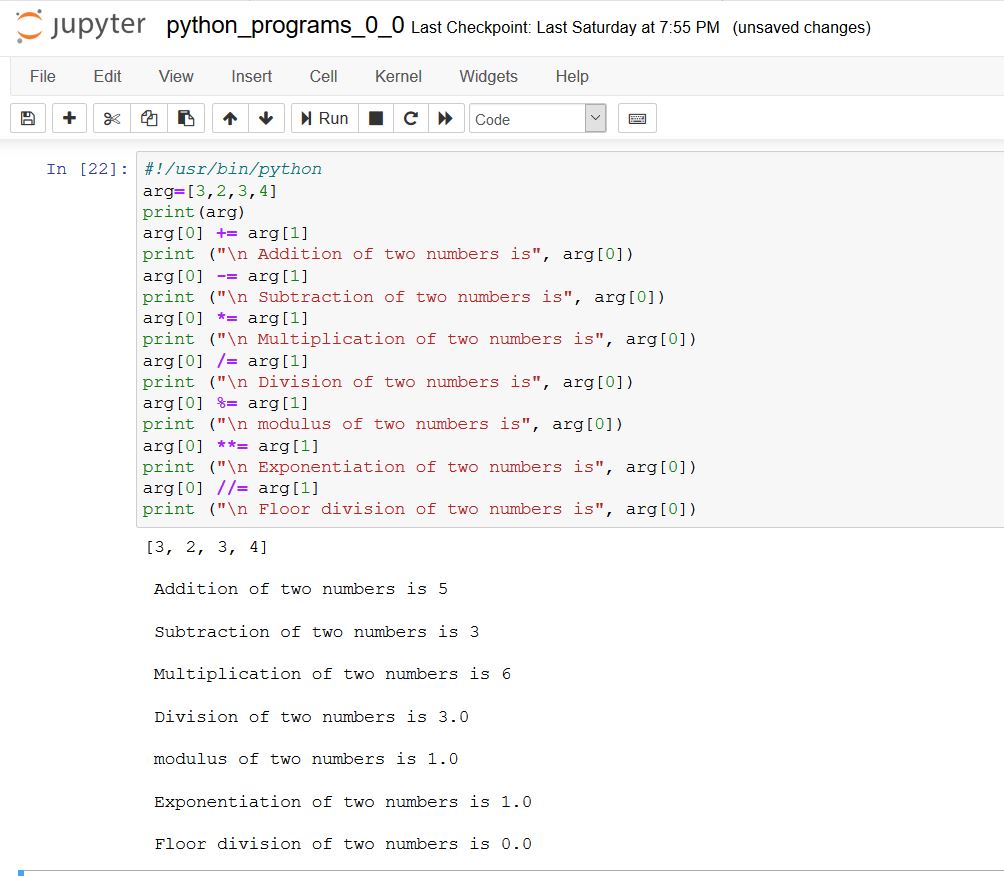 jupyter python_programs_0_0 Last Checkpoint: Last Saturday at 7:55 PM (unsaved changes)
File Edit View Insert Cell Kernel Widgets Help
Run Code
In [22]: #!/usr/bin/python
arg=[3,2,3,4]
print(arg)
arg[0] += arg[1]
print ("\n Addition of two numbers is", arg[0])
arg[0] -= arg[1]
print ("\n Subtraction of two numbers is", arg[0])
arg[0] *= arg[1]
print ("\n Multiplication of two numbers is", arg[0])
arg[0] /= arg[1]
print ("\n Division of two numbers is", arg[0])
arg[0] %= arg[1]
print ("\n modulus of two numbers is", arg[0])
arg[0] **= arg[1]
print ("\n Exponentiation of two numbers is", arg[0])
arg[0] //= arg[1]
print ("\n Floor division of two numbers is", arg[0])
[3, 2, 3, 4]
Addition of two numbers is 5
Subtraction of two numbers is 3
Multiplication of two numbers is 6
Division of two numbers is 3.0
modulus of two numbers is 1.0
Exponentiation of two numbers is 1.0
Floor division of two numbers is 0.0